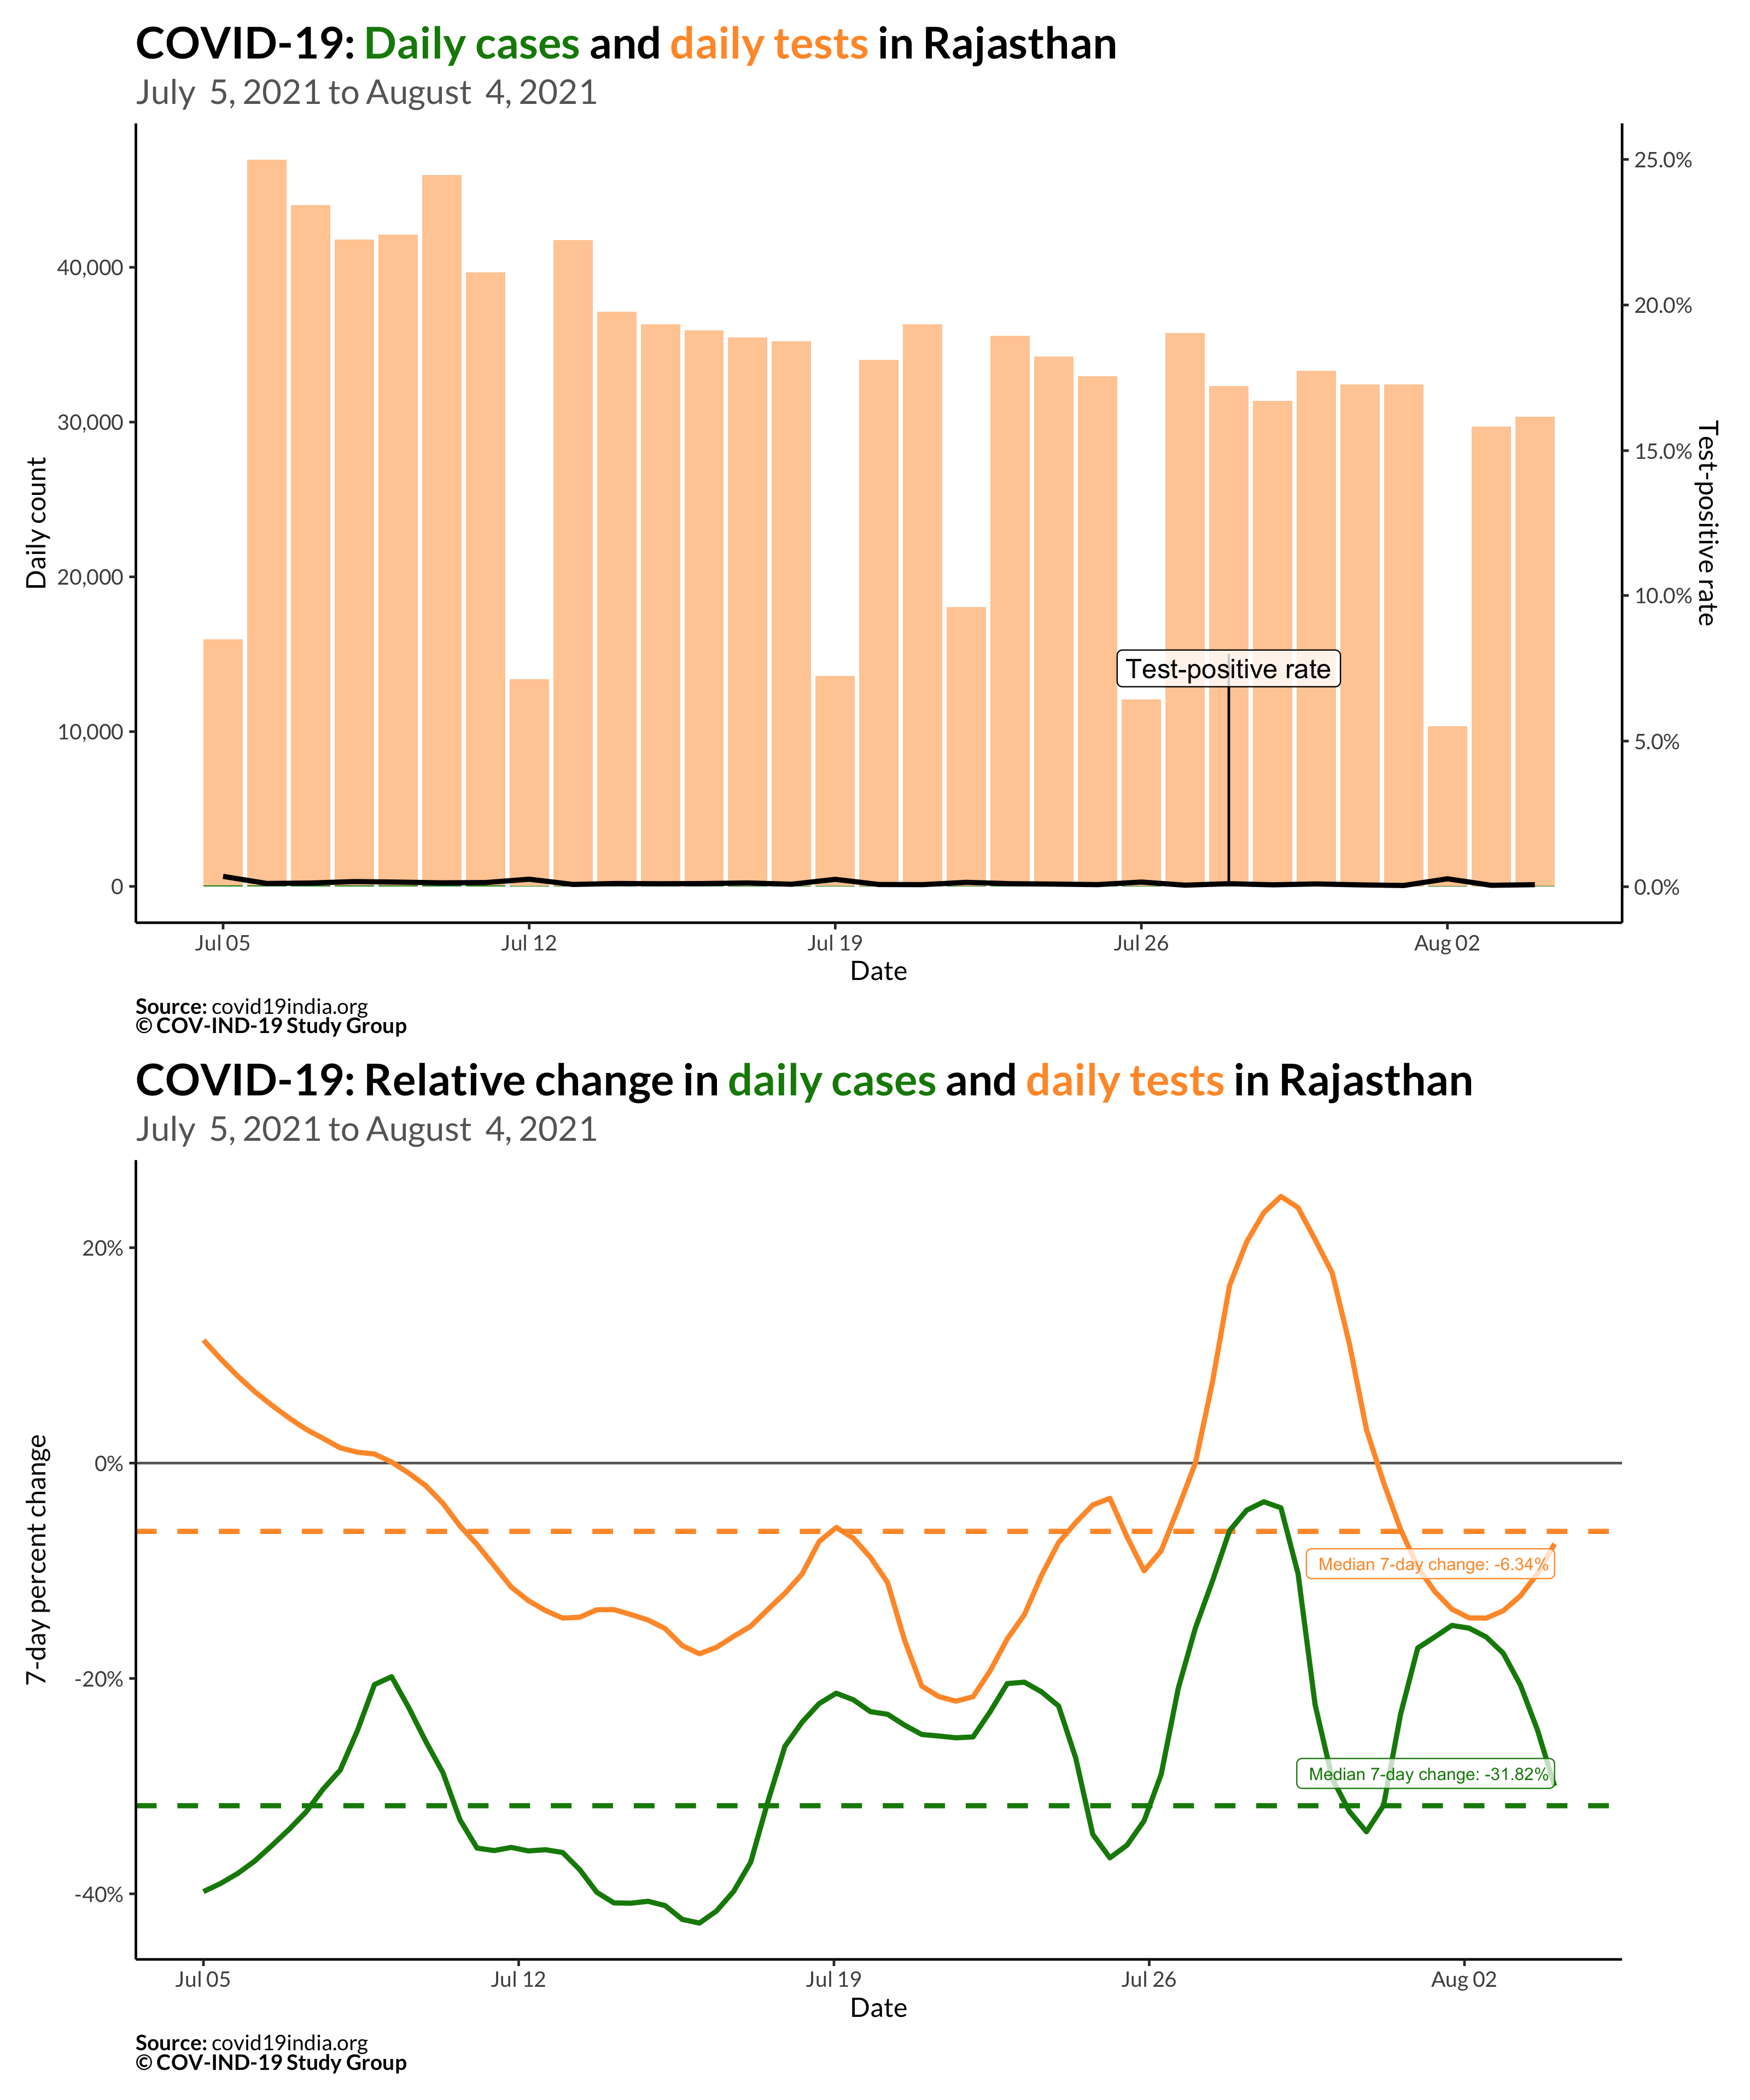 COVID-19: Daily cases and daily tests in Rajasthan
July 5, 2021 to August 4, 2021
25.0%
40,000
20.0%
30,000
15.0%
Daily count
Test-positive rate
20,000
10.0%
Test-positive rate
10,000
5.0%
0
0.0%
Jul 05 Jul 12 Jul 19 Jul 26 Aug 02
Date
Source: covid19india.org
© COV-IND-19 Study Group
COVID-19: Relative change in daily cases and daily tests in Rajasthan
July 5, 2021 to August 4, 2021
20%
0%
7-day percent change
Median 7-day change: -6.34%
-20%
Median 7-day change: -31.82%
-40%
Jul 05 Jul 12 Jul 19 Jul 26 Aug 02
Date
Source: covid19india.org
© COV-IND-19 Study Group